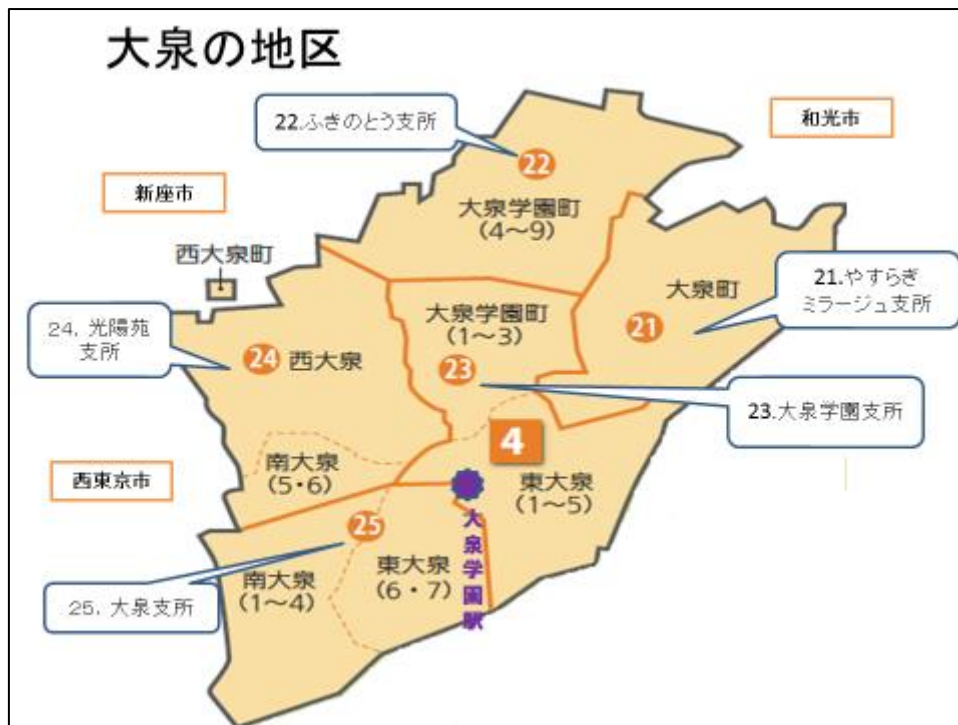 大泉の地区
22.ふきのとう支所
和光市
22
新座市
大泉学園町
(4～9)
西大泉町
大泉町
21.やすらぎ
ミラージュ支所
24. 光陽苑
支所
大泉学園町
(1～3)
21
24
西大泉
23
23.大泉学園支所
4
西東京市
南大泉
(5・6)
東大泉
(1～5)
25
大泉学園駅
南大泉
(1～4)
東大泉
(6・7)
25. 大泉支所